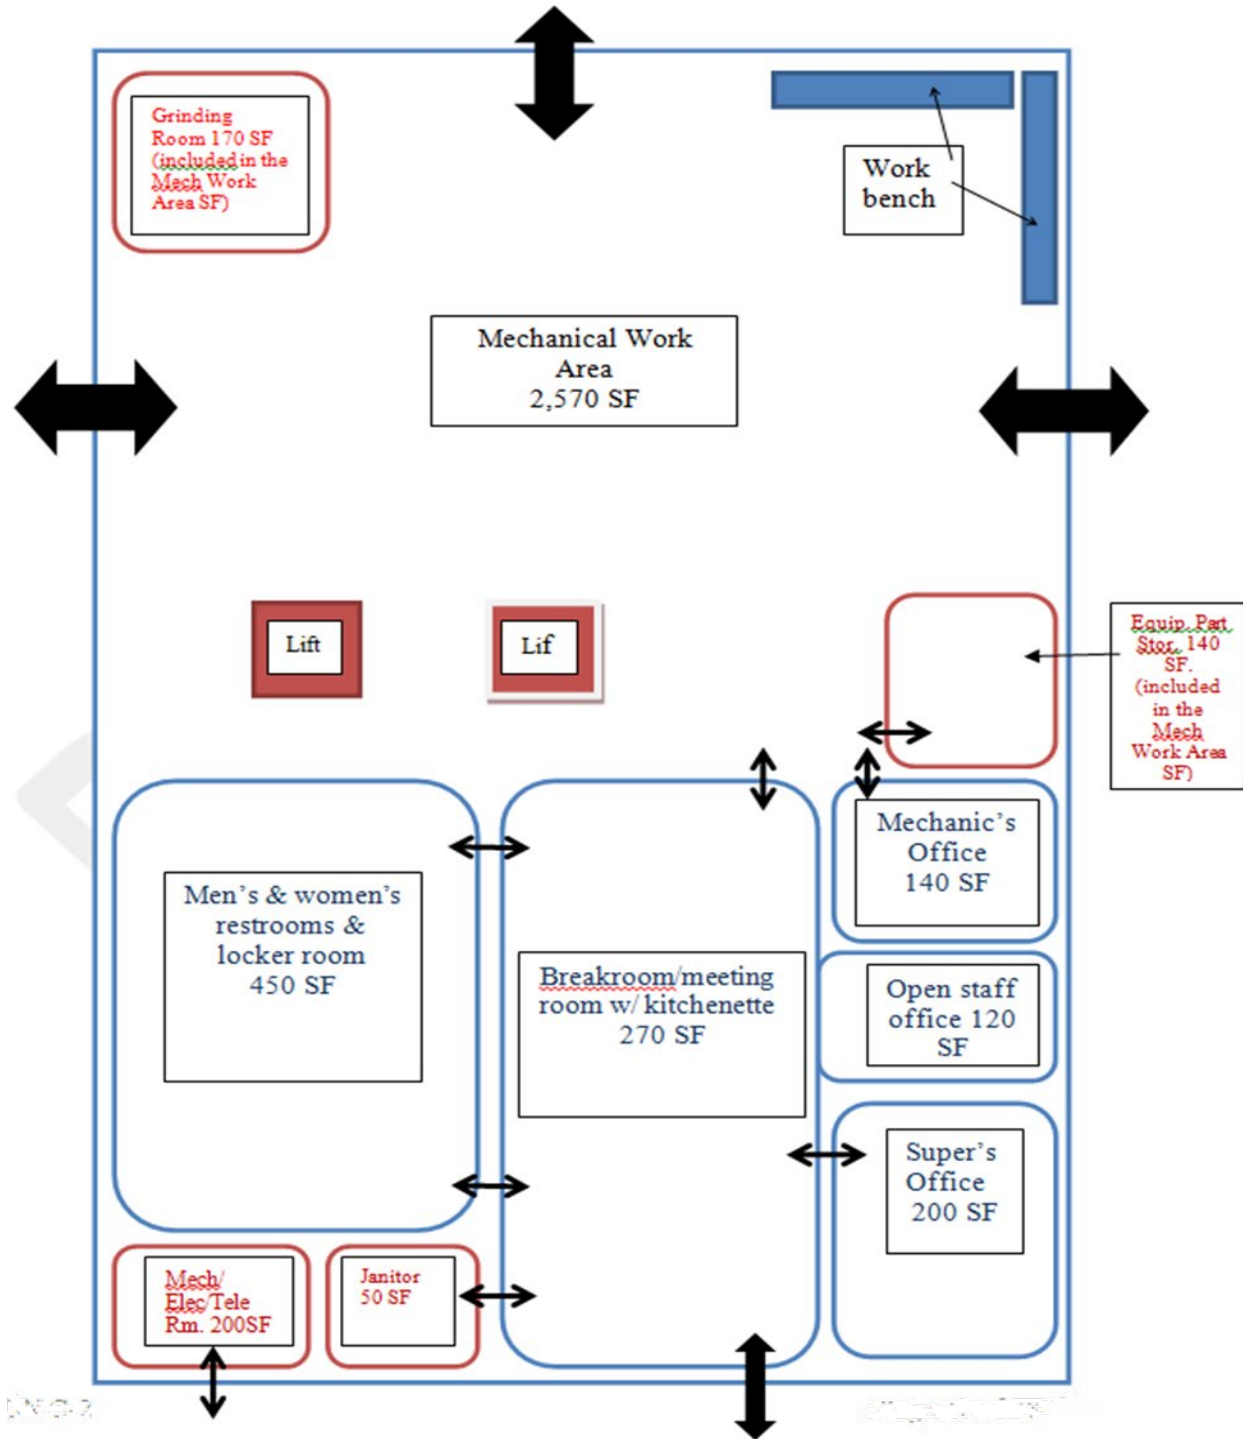 Grinding
Room 170 SF
(included in the
Mech Work
Area SF)
Work
bench
Mechanical Work
Area
2,570 SF
Lift
Lif
Equip. Part
Stor. 140
SF.
(included
in the
Mech
Work Area
SF)
Mechanic's
Office
140 SF
Men's & women's
restrooms &
locker room
450 SF
Breakroom/meeting
room w/ kitchenette
270 SF
Open staff
office 120
SF
Super's
Office
200 SF
Mech/
Elec/Tele
Rm. 200SF
Janitor
50 SF